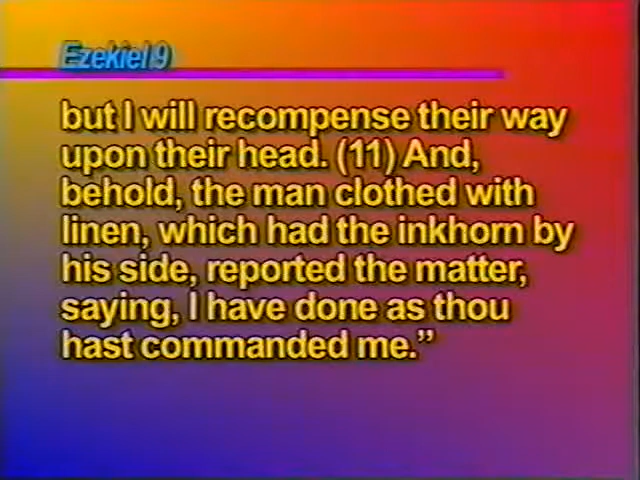 Ezekiel 9
but I will recompense their way
upon their head. (11) And,
behold, the man clothed with
linen, which had the inkhorn by
his side, reported the matter,
saying, I have done as thou
hast commanded me.”